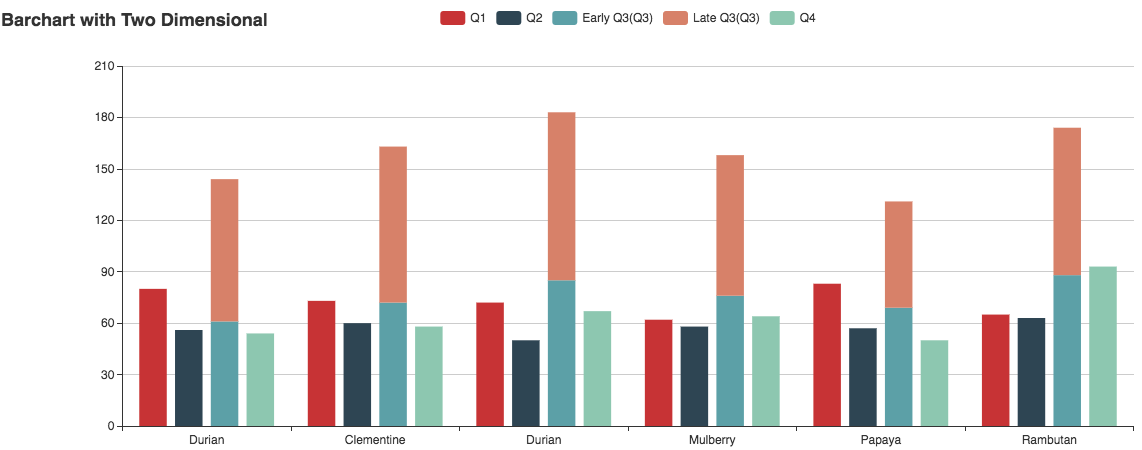 Barchart with Two Dimensional
Q1 Q2 Early Q3(Q3) Late Q3(Q3) Q4
210
180
150
120
90
60
30
0
Durian Clementine Durian Mulberry Papaya Rambutan